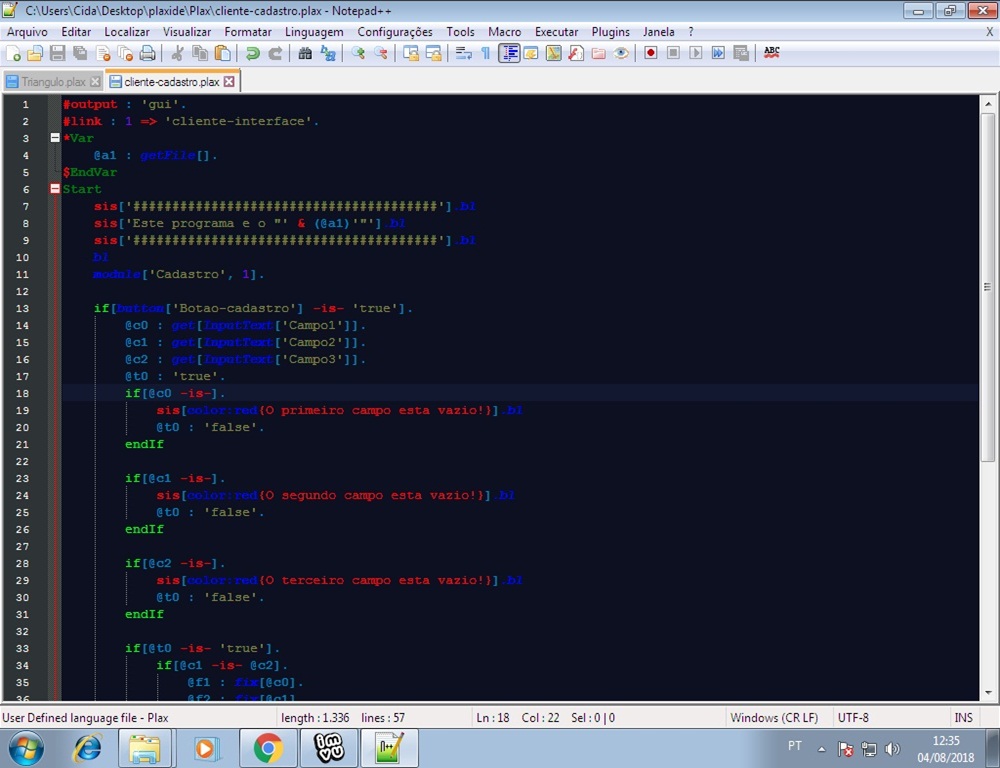 C:\Users\Cida\Desktop\plaxide\Plax\cliente-cadastro.plax - Notepad++
Arquivo Editar Localizar Visualizar Formatar Linguagem Configurações Tools Macro Executar Plugins Janela ? X
ABC
Triangulo.plax cliente-cadastro.plax
1 #output : 'gui'.
2 #link : 1 => 'cliente-interface'.
3 *Var
4 @a1 : getFile[].
5 $EndVar
6 Start
7 sis['#######################################'].bl
8 sis['Este programa e o "' & (@a1)'"'].bl
9 sis['#######################################'].bl
10 bl
11 module['Cadastro', 1].
12
13 if[button['Botao-cadastro'] -is- 'true'].
14 @c0 : get[InputText['Campo1']].
15 @c1 : get[InputText['Campo2']].
16 @c2 : get[InputText['Campo3']].
17 @t0 : 'true'.
18 if[@c0 -is-].
19 sis[color:red{O primeiro campo esta vazio!}].bl
20 @t0 : 'false'.
21 endIf
22
23 if[@c1 -is-].
24 sis[color:red{O segundo campo esta vazio!}].bl
25 @t0 : 'false'.
26 endIf
27
28 if[@c2 -is-].
29 sis[color:red{O terceiro campo esta vazio!}].bl
30 @t0 : 'false'.
31 endIf
32
33 if[@t0 -is- 'true'].
34 if[@c1 -is- @c2].
35 @f1 : fix[@c0].
36 @f2 : fix[@c1].
User Defined language file - Plax length : 1.336 lines : 57 Ln : 18 Col : 22 Sel : 0 | 0 Windows (CR LF) UTF-8 INS
PT
12:35
04/08/2018